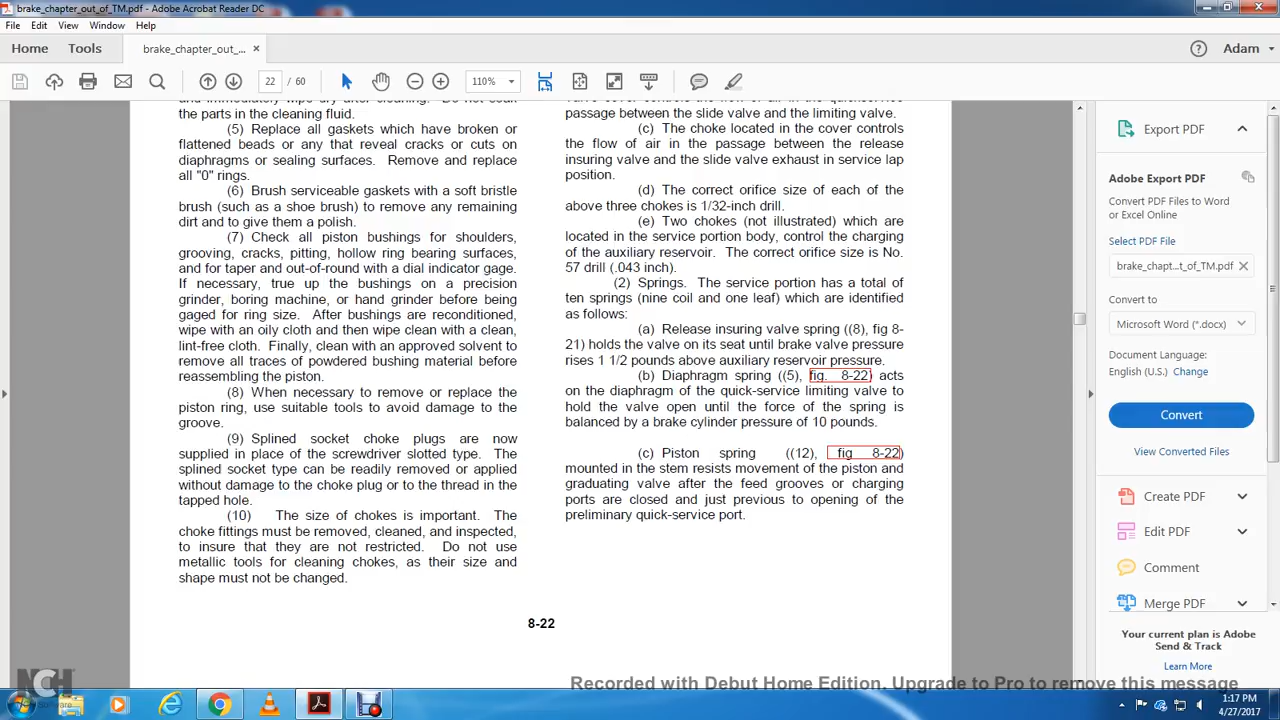 brake_chapter_out_of_TM.pdf - Adobe Acrobat Reader DC
File Edit View Window Help
Home Tools brake_chapter_out_... × Adam
22 / 60 110%
and immediately wipe dry after cleaning. Do not soak
the parts in the cleaning fluid.
(5) Replace all gaskets which have broken or
flattened beads or any that reveal cracks or cuts on
diaphragms or sealing surfaces. Remove and replace
all "0" rings.
(6) Brush serviceable gaskets with a soft bristle
brush (such as a shoe brush) to remove any remaining
dirt and to give them a polish.
(7) Check all piston bushings for shoulders,
grooving, cracks, pitting, hollow ring bearing surfaces,
and for taper and out-of-round with a dial indicator gage.
If necessary, true up the bushings on a precision
grinder, boring machine, or hand grinder before being
gaged for ring size. After bushings are reconditioned,
wipe with an oily cloth and then wipe clean with a clean,
lint-free cloth. Finally, clean with an approved solvent to
remove all traces of powdered bushing material before
reassembling the piston.
(8) When necessary to remove or replace the
piston ring, use suitable tools to avoid damage to the
groove.
(9) Splined socket choke plugs are now
supplied in place of the screwdriver slotted type. The
splined socket type can be readily removed or applied
without damage to the choke plug or to the thread in the
tapped hole.
(10) The size of chokes is important. The
choke fittings must be removed, cleaned, and inspected,
to insure that they are not restricted. Do not use
metallic tools for cleaning chokes, as their size and
shape must not be changed.
valve cover controls the flow of air in the quickservice
passage between the slide valve and the limiting valve.
(c) The choke located in the cover controls
the flow of air in the passage between the release
insuring valve and the slide valve exhaust in service lap
position.
(d) The correct orifice size of each of the
above three chokes is 1/32-inch drill.
(e) Two chokes (not illustrated) which are
located in the service portion body, control the charging
of the auxiliary reservoir. The correct orifice size is No.
57 drill (.043 inch).
(2) Springs. The service portion has a total of
ten springs (nine coil and one leaf) which are identified
as follows:
(a) Release insuring valve spring ((8), fig 8-
21) holds the valve on its seat until brake valve pressure
rises 1 1/2 pounds above auxiliary reservoir pressure.
(b) Diaphragm spring ((5), fig. 8-22) acts
on the diaphragm of the quick-service limiting valve to
hold the valve open until the force of the spring is
balanced by a brake cylinder pressure of 10 pounds.
(c) Piston spring ((12), fig 8-22)
mounted in the stem resists movement of the piston and
graduating valve after the feed grooves or charging
ports are closed and just previous to opening of the
preliminary quick-service port.
8-22
Export PDF
Adobe Export PDF
Convert PDF Files to Word
or Excel Online
Select PDF File
brake_chapt...t_of_TM.pdf ×
Convert to
Microsoft Word (*.docx)
Document Language:
English (U.S.) Change
Convert
View Converted Files
Create PDF
Edit PDF
Comment
Merge PDF
Your current plan is Adobe
Send & Track
Learn More
NCH
Software
Recorded with Debut Home Edition. Upgrade to Pro to remove this message
1:17 PM
4/27/2017